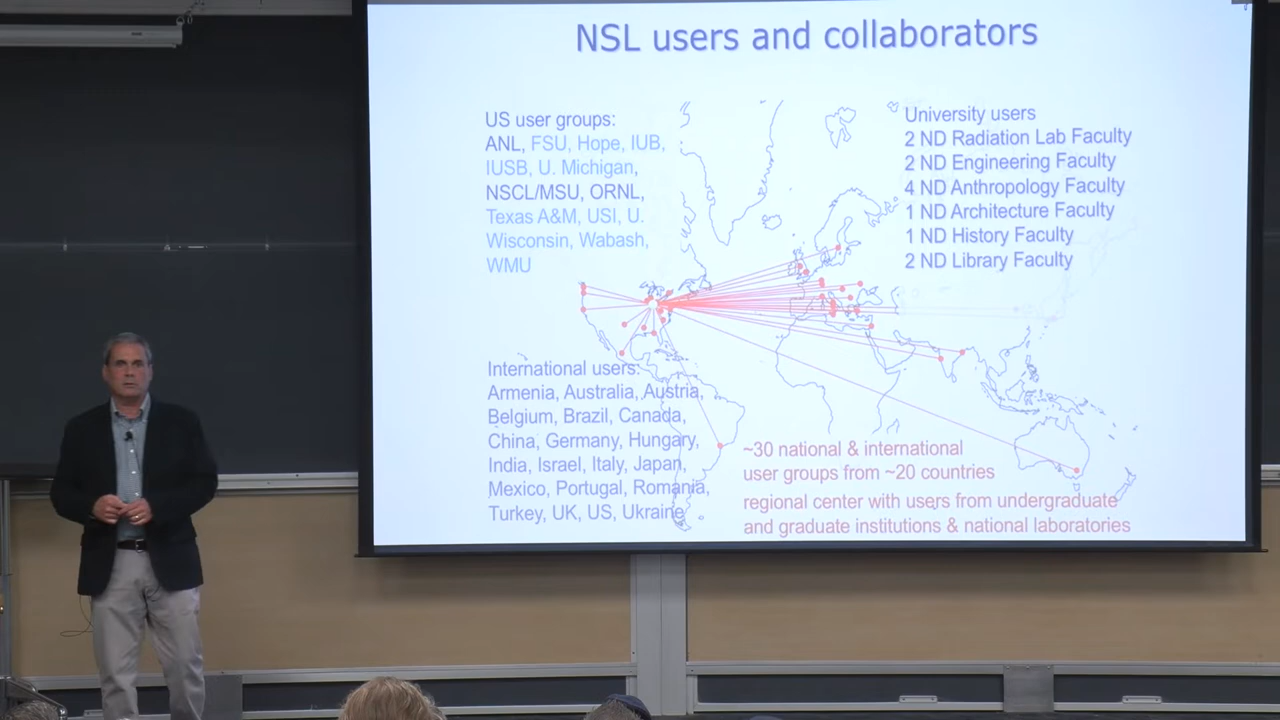 NSL users and collaborators
US user groups:
ANL, FSU, Hope, IUB,
IUSB, U. Michigan,
NSCL/MSU, ORNL,
Texas A&M, USI, U.
Wisconsin, Wabash,
WMU
University users
2 ND Radiation Lab Faculty
2 ND Engineering Faculty
4 ND Anthropology Faculty
1 ND Architecture Faculty
1 ND History Faculty
2 ND Library Faculty
International users:
Armenia, Australia, Austria,
Belgium, Brazil, Canada,
China, Germany, Hungary,
India, Israel, Italy, Japan,
Mexico, Portugal, Romania,
Turkey, UK, US, Ukraine
~30 national & international
user groups from ~20 countries
regional center with users from undergraduate
and graduate institutions & national laboratories